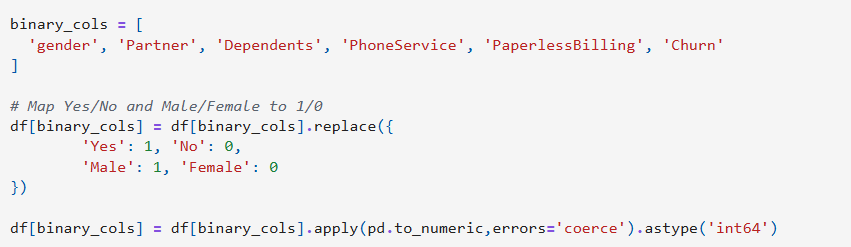 binary_cols = [
  'gender', 'Partner', 'Dependents', 'PhoneService', 'PaperlessBilling', 'Churn'
]
# Map Yes/No and Male/Female to 1/0
df[binary_cols] = df[binary_cols].replace({
        'Yes': 1, 'No': 0,
        'Male': 1, 'Female': 0
})
df[binary_cols] = df[binary_cols].apply(pd.to_numeric,errors='coerce').astype('int64')